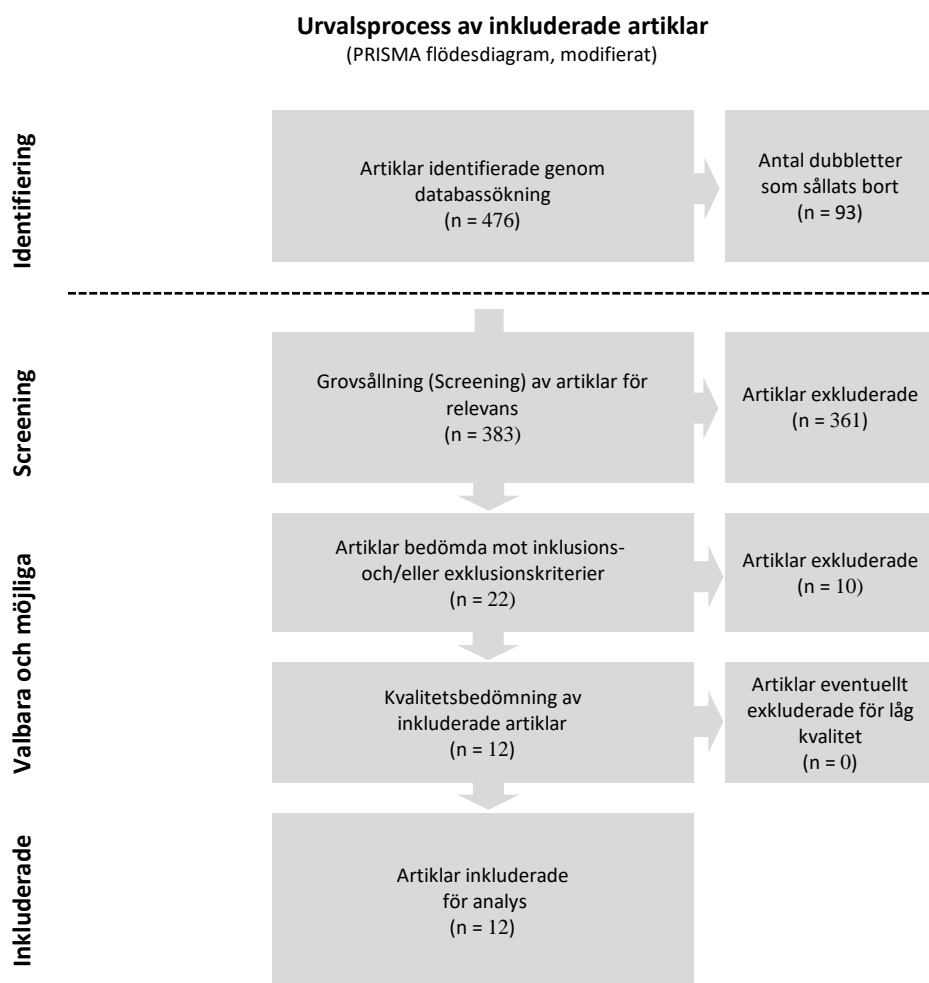 Urvalsprocess av inkluderade artiklar
(PRISMA flödesdiagram, modifierat)
Identifiering
Artiklar identifierade genom
databassökning
(n = 476)
Antal dubbletter
som sållats bort
(n = 93)
Screening
Grovsållning (Screening) av artiklar för
relevans
(n = 383)
Artiklar exkluderade
(n = 361)
Valbara och möjliga
Artiklar bedömda mot inklusions-
och/eller exklusionskriterier
(n = 22)
Artiklar exkluderade
(n = 10)
Kvalitetsbedömning av
inkluderade artiklar
(n = 12)
Artiklar eventuellt
exkluderade för låg
kvalitet
(n = 0)
Inkluderade
Artiklar inkluderade
för analys
(n = 12)